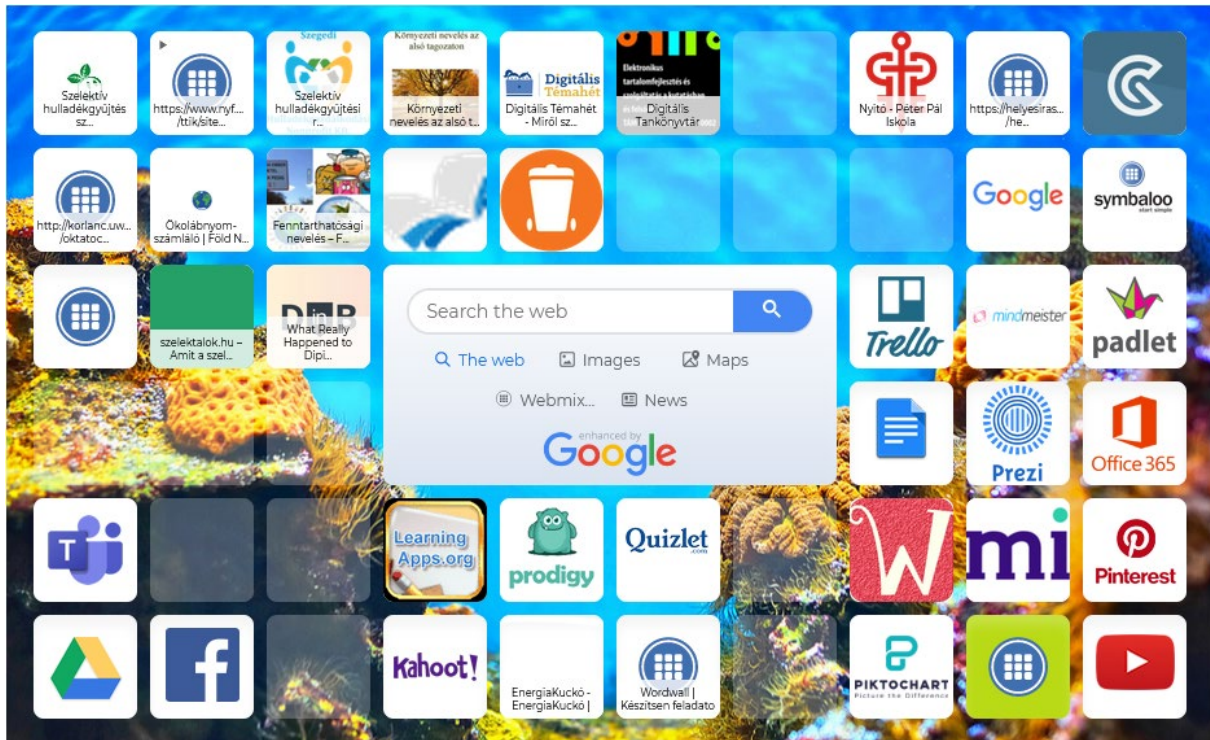 Szelektív
hulladékgyűjtés
sz...
https://www.nyf....
/ttik/site...
Szegedi
Szelektív
hulladékgyűjtési
r...
Környezeti nevelés az
alsó tagozaton
Környezeti
nevelés az alsó t...
Digitális
Témahét
Digitális Témahét
- Miről sz...
Elektronikus
tartalomfejlesztés és
szolgáltatás a kutatásban
Digitális
Tankönyvtár
Nyitó - Péter Pál
Iskola
https://helyesiras...
/he...
http://korlanc.uw...
/oktatoc...
Ökolábnyom-
számláló | Föld N...
Fenntarthatósági
nevelés – F...
Google
symbaloo
start simple
szelektalok.hu –
Amit a szel...
DinB
What Really
Happened to
Dipi...
Search the web
The web
Images
Maps
Webmix...
News
enhanced by
Google
Trello
mindmeister
padlet
Prezi
Office 365
T
Learning
Apps.org
prodigy
Quizlet
.com
W
mi
Pinterest
f
Kahoot!
EnergiaKuckó -
EnergiaKuckó |
Wordwall |
Készítsen feladato
PIKTOCHART
Picture the Difference